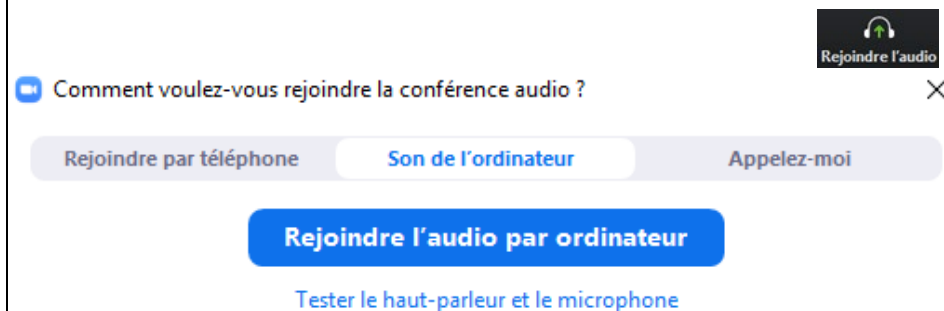 Rejoindre l'audio
Comment voulez-vous rejoindre la conférence audio ?
Rejoindre par téléphone Son de l'ordinateur Appelez-moi
Rejoindre l'audio par ordinateur
Tester le haut-parleur et le microphone